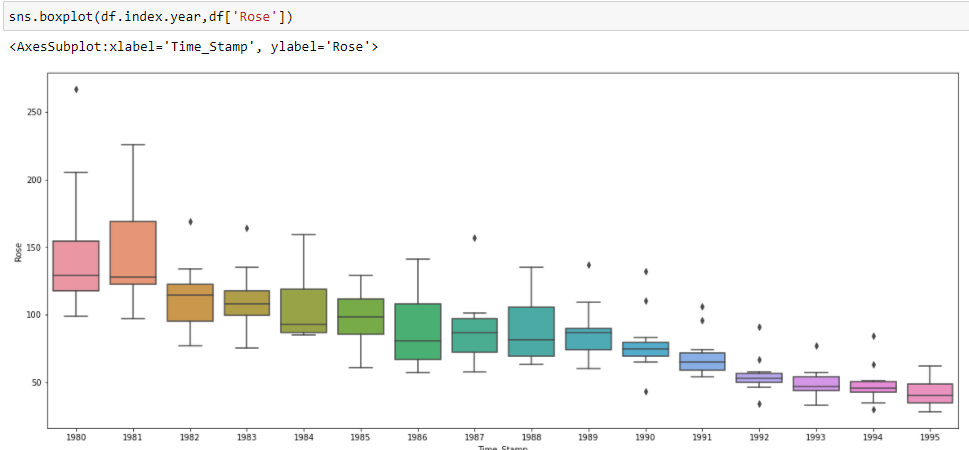 sns.boxplot(df.index.year,df['Rose'])
<AxesSubplot:xlabel='Time_Stamp', ylabel='Rose'>
250
200
150
100
50
Rose
1980 1981 1982 1983 1984 1985 1986 1987 1988 1989 1990 1991 1992 1993 1994 1995
Time_Stamp